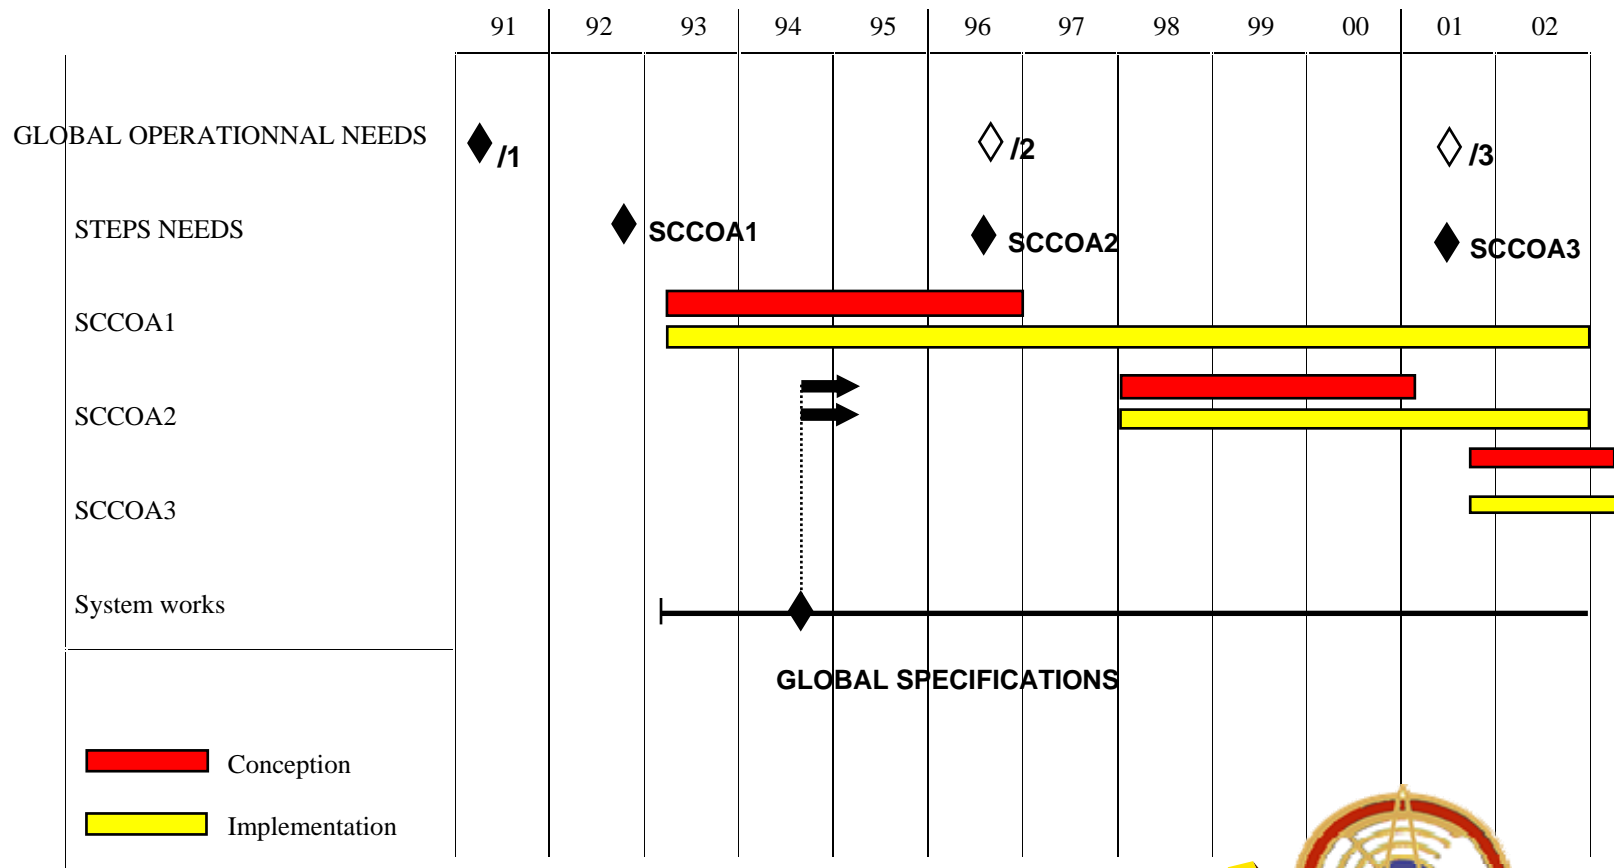 91 92 93 94 95 96 97 98 99 00 01 02
GLOBAL OPERATIONNAL NEEDS /1 /2 /3
STEPS NEEDS SCCOA1 SCCOA2 SCCOA3
SCCOA1
SCCOA2
SCCOA3
System works
GLOBAL SPECIFICATIONS
Conception
Implementation